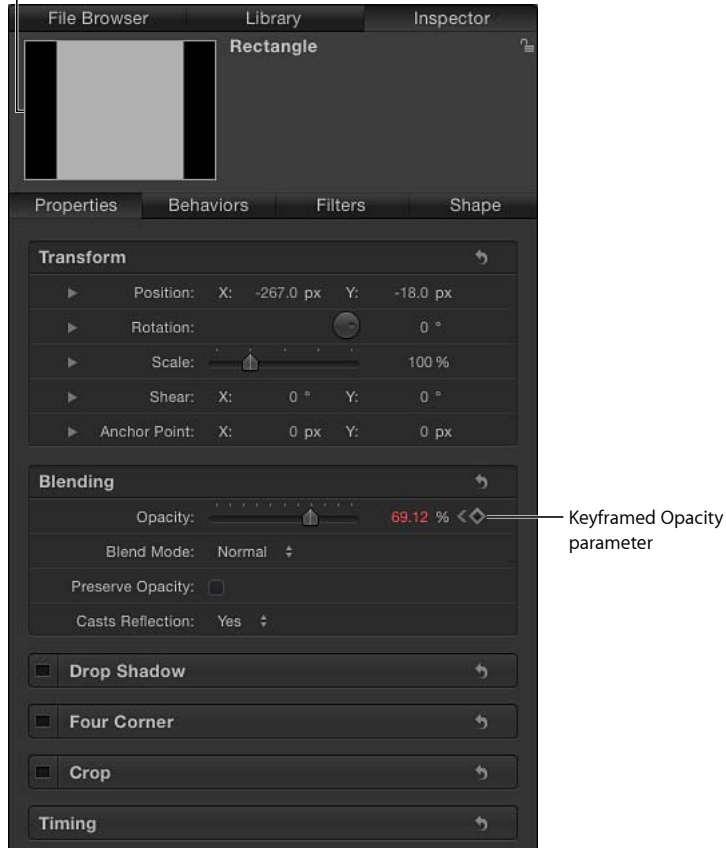 File Browser Library Inspector
Rectangle
Properties Behaviors Filters Shape
Transform
Position: X: -267.0 px Y: -18.0 px
Rotation: 0 °
Scale: 100 %
Shear: X: 0 ° Y: 0 °
Anchor Point: X: 0 px Y: 0 px
Blending
Opacity: 69.12 %
Keyframed Opacity
parameter
Blend Mode: Normal
Preserve Opacity:
Casts Reflection: Yes
Drop Shadow
Four Corner
Crop
Timing